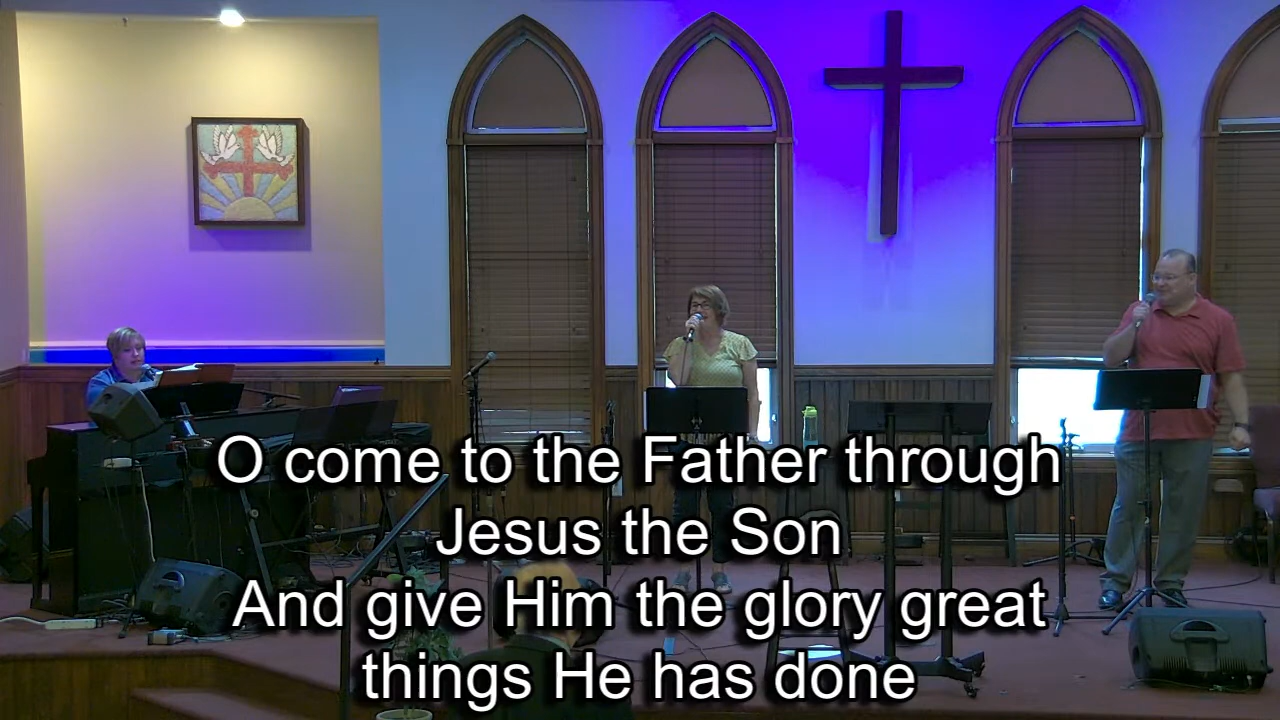 O come to the Father through
Jesus the Son
And give Him the glory great
things He has done